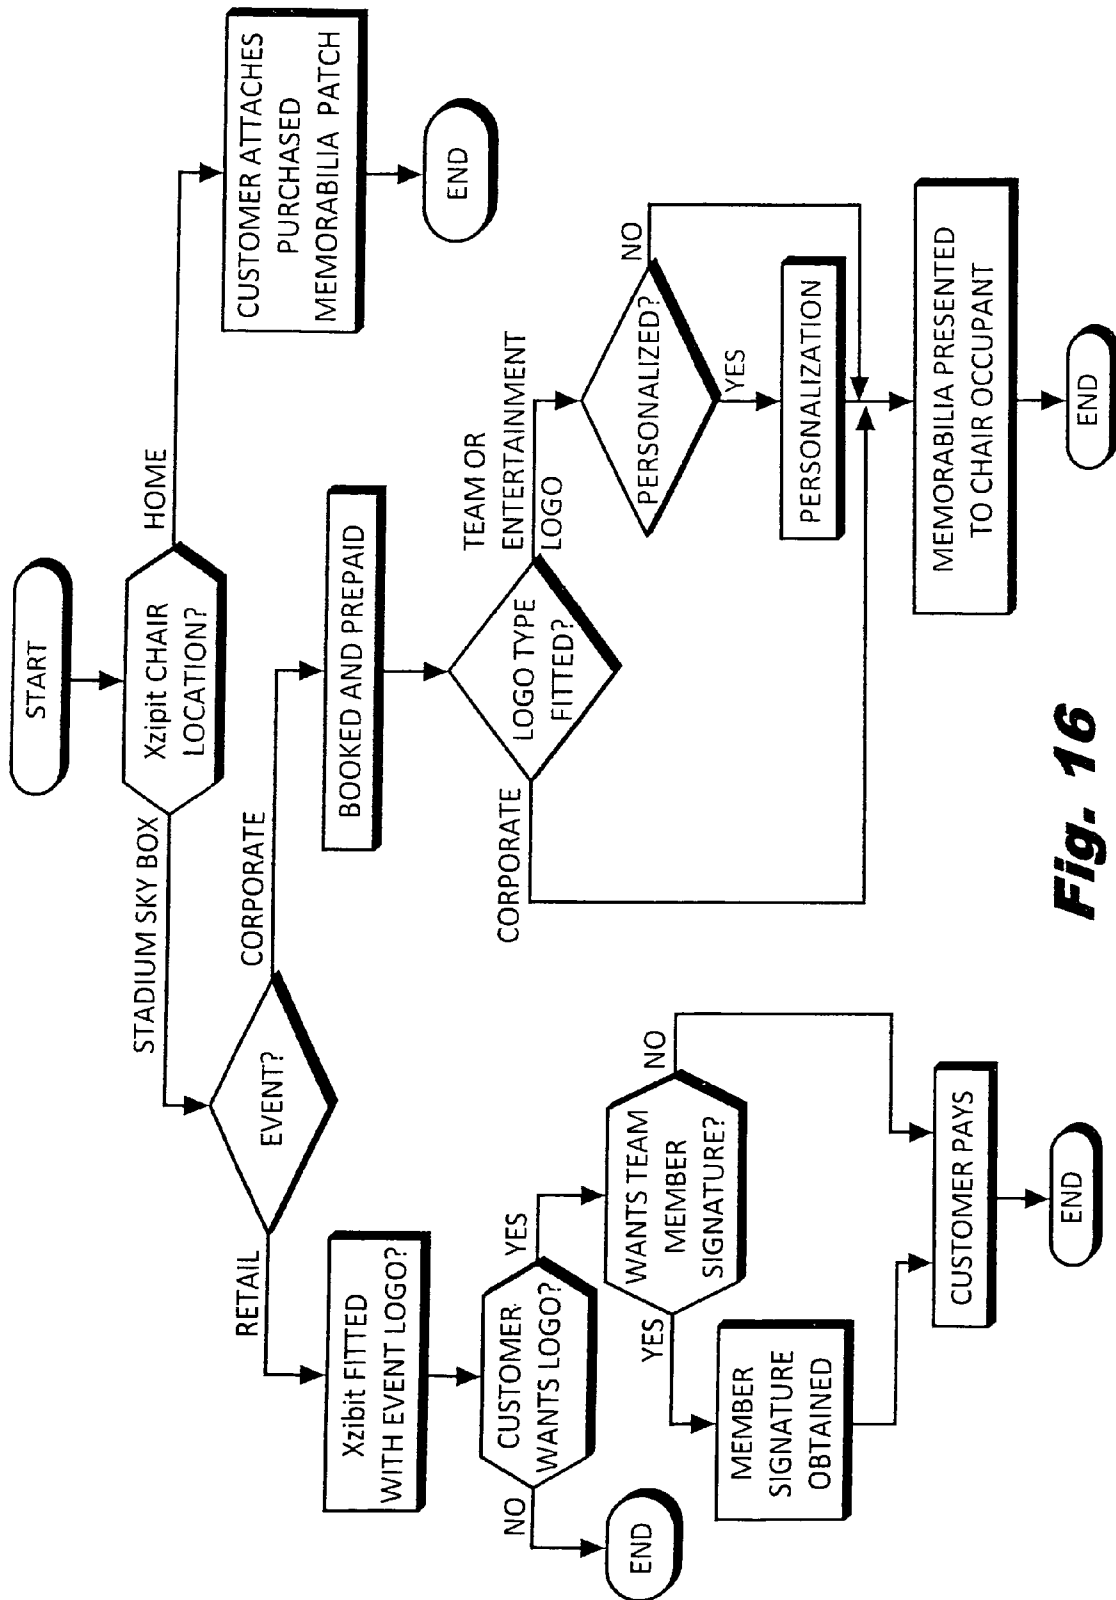 START
Xzipit CHAIR
LOCATION?
STADIUM SKY BOX
HOME
CUSTOMER ATTACHES
PURCHASED
MEMORABILIA PATCH
END
EVENT?
RETAIL
CORPORATE
Xzibit FITTED
WITH EVENT LOGO?
BOOKED AND PREPAID
CUSTOMER
WANTS LOGO?
NO
YES
END
LOGO TYPE
FITTED?
CORPORATE
TEAM OR
ENTERTAINMENT
LOGO
WANTS TEAM
MEMBER
SIGNATURE?
YES
NO
PERSONALIZED?
NO
YES
MEMBER
SIGNATURE
OBTAINED
PERSONALIZATION
CUSTOMER PAYS
END
MEMORABILIA PRESENTED
TO CHAIR OCCUPANT
END
Fig. 16